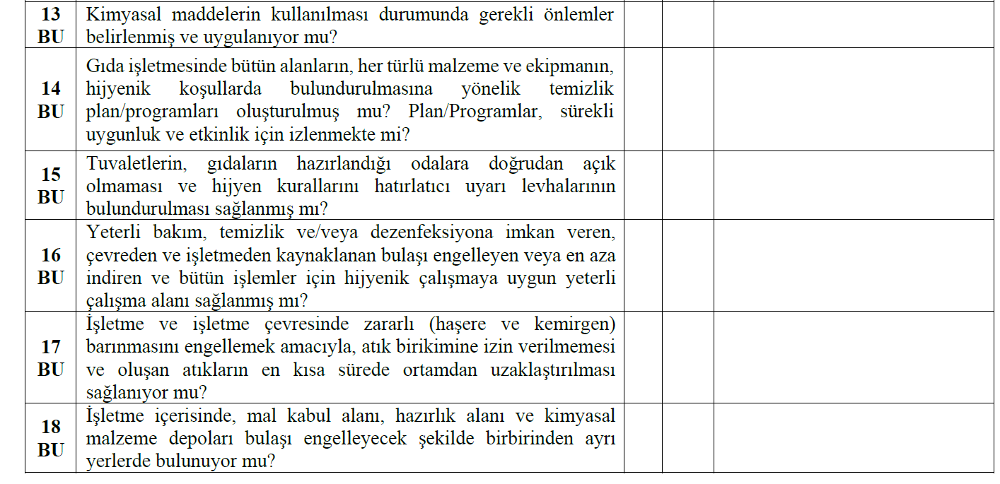 13
BU
Kimyasal maddelerin kullanılması durumunda gerekli önlemler
belirlenmiş ve uygulanıyor mu?
14
BU
Gıda işletmesinde bütün alanların, her türlü malzeme ve ekipmanın,
hijyenik koşullarda bulundurulmasına yönelik temizlik
plan/programları oluşturulmuş mu? Plan/Programlar, sürekli
uygunluk ve etkinlik için izlenmekte mi?
15
BU
Tuvaletlerin, gıdaların hazırlandığı odalara doğrudan açık
olmaması ve hijyen kurallarını hatırlatıcı uyarı levhalarının
bulundurulması sağlanmış mı?
16
BU
Yeterli bakım, temizlik ve/veya dezenfeksiyona imkan veren,
çevreden ve işletmeden kaynaklanan bulaşı engelleyen veya en aza
indiren ve bütün işlemler için hijyenik çalışmaya uygun yeterli
çalışma alanı sağlanmış mı?
17
BU
İşletme ve işletme çevresinde zararlı (haşere ve kemirgen)
barınmasını engellemek amacıyla, atık birikimine izin verilmemesi
ve oluşan atıkların en kısa sürede ortamdan uzaklaştırılması
sağlanıyor mu?
18
BU
İşletme içerisinde, mal kabul alanı, hazırlık alanı ve kimyasal
malzeme depoları bulaşı engelleyecek şekilde birbirinden ayrı
yerlerde bulunuyor mu?